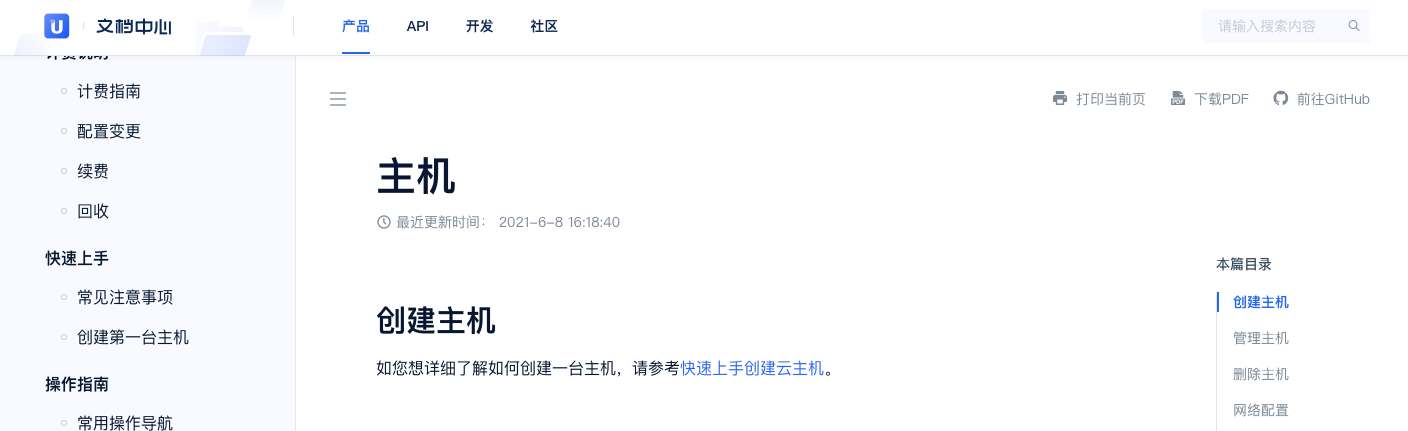 U
文档中心
产品
API
开发
社区
请输入搜索内容
计费说明
计费指南
配置变更
续费
回收
快速上手
常见注意事项
创建第一台主机
操作指南
常用操作导航
打印当前页
下载PDF
前往GitHub
主机
最近更新时间： 2021-6-8 16:18:40
创建主机
如您想详细了解如何创建一台主机，请参考快速上手创建云主机。
本篇目录
创建主机
管理主机
删除主机
网络配置